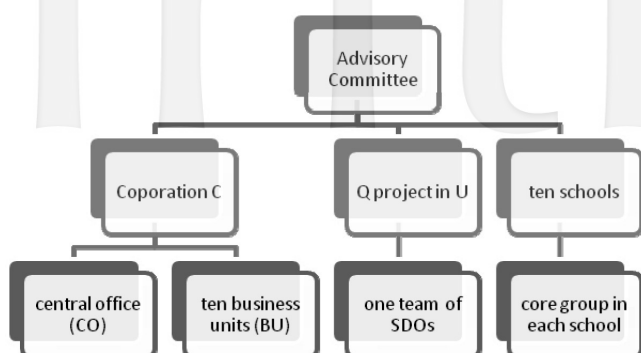 Advisory
Committee
Coporation C
Q project in U
ten schools
central office
(CO)
ten business
units (BU)
one team of
SDOs
core group in
each school